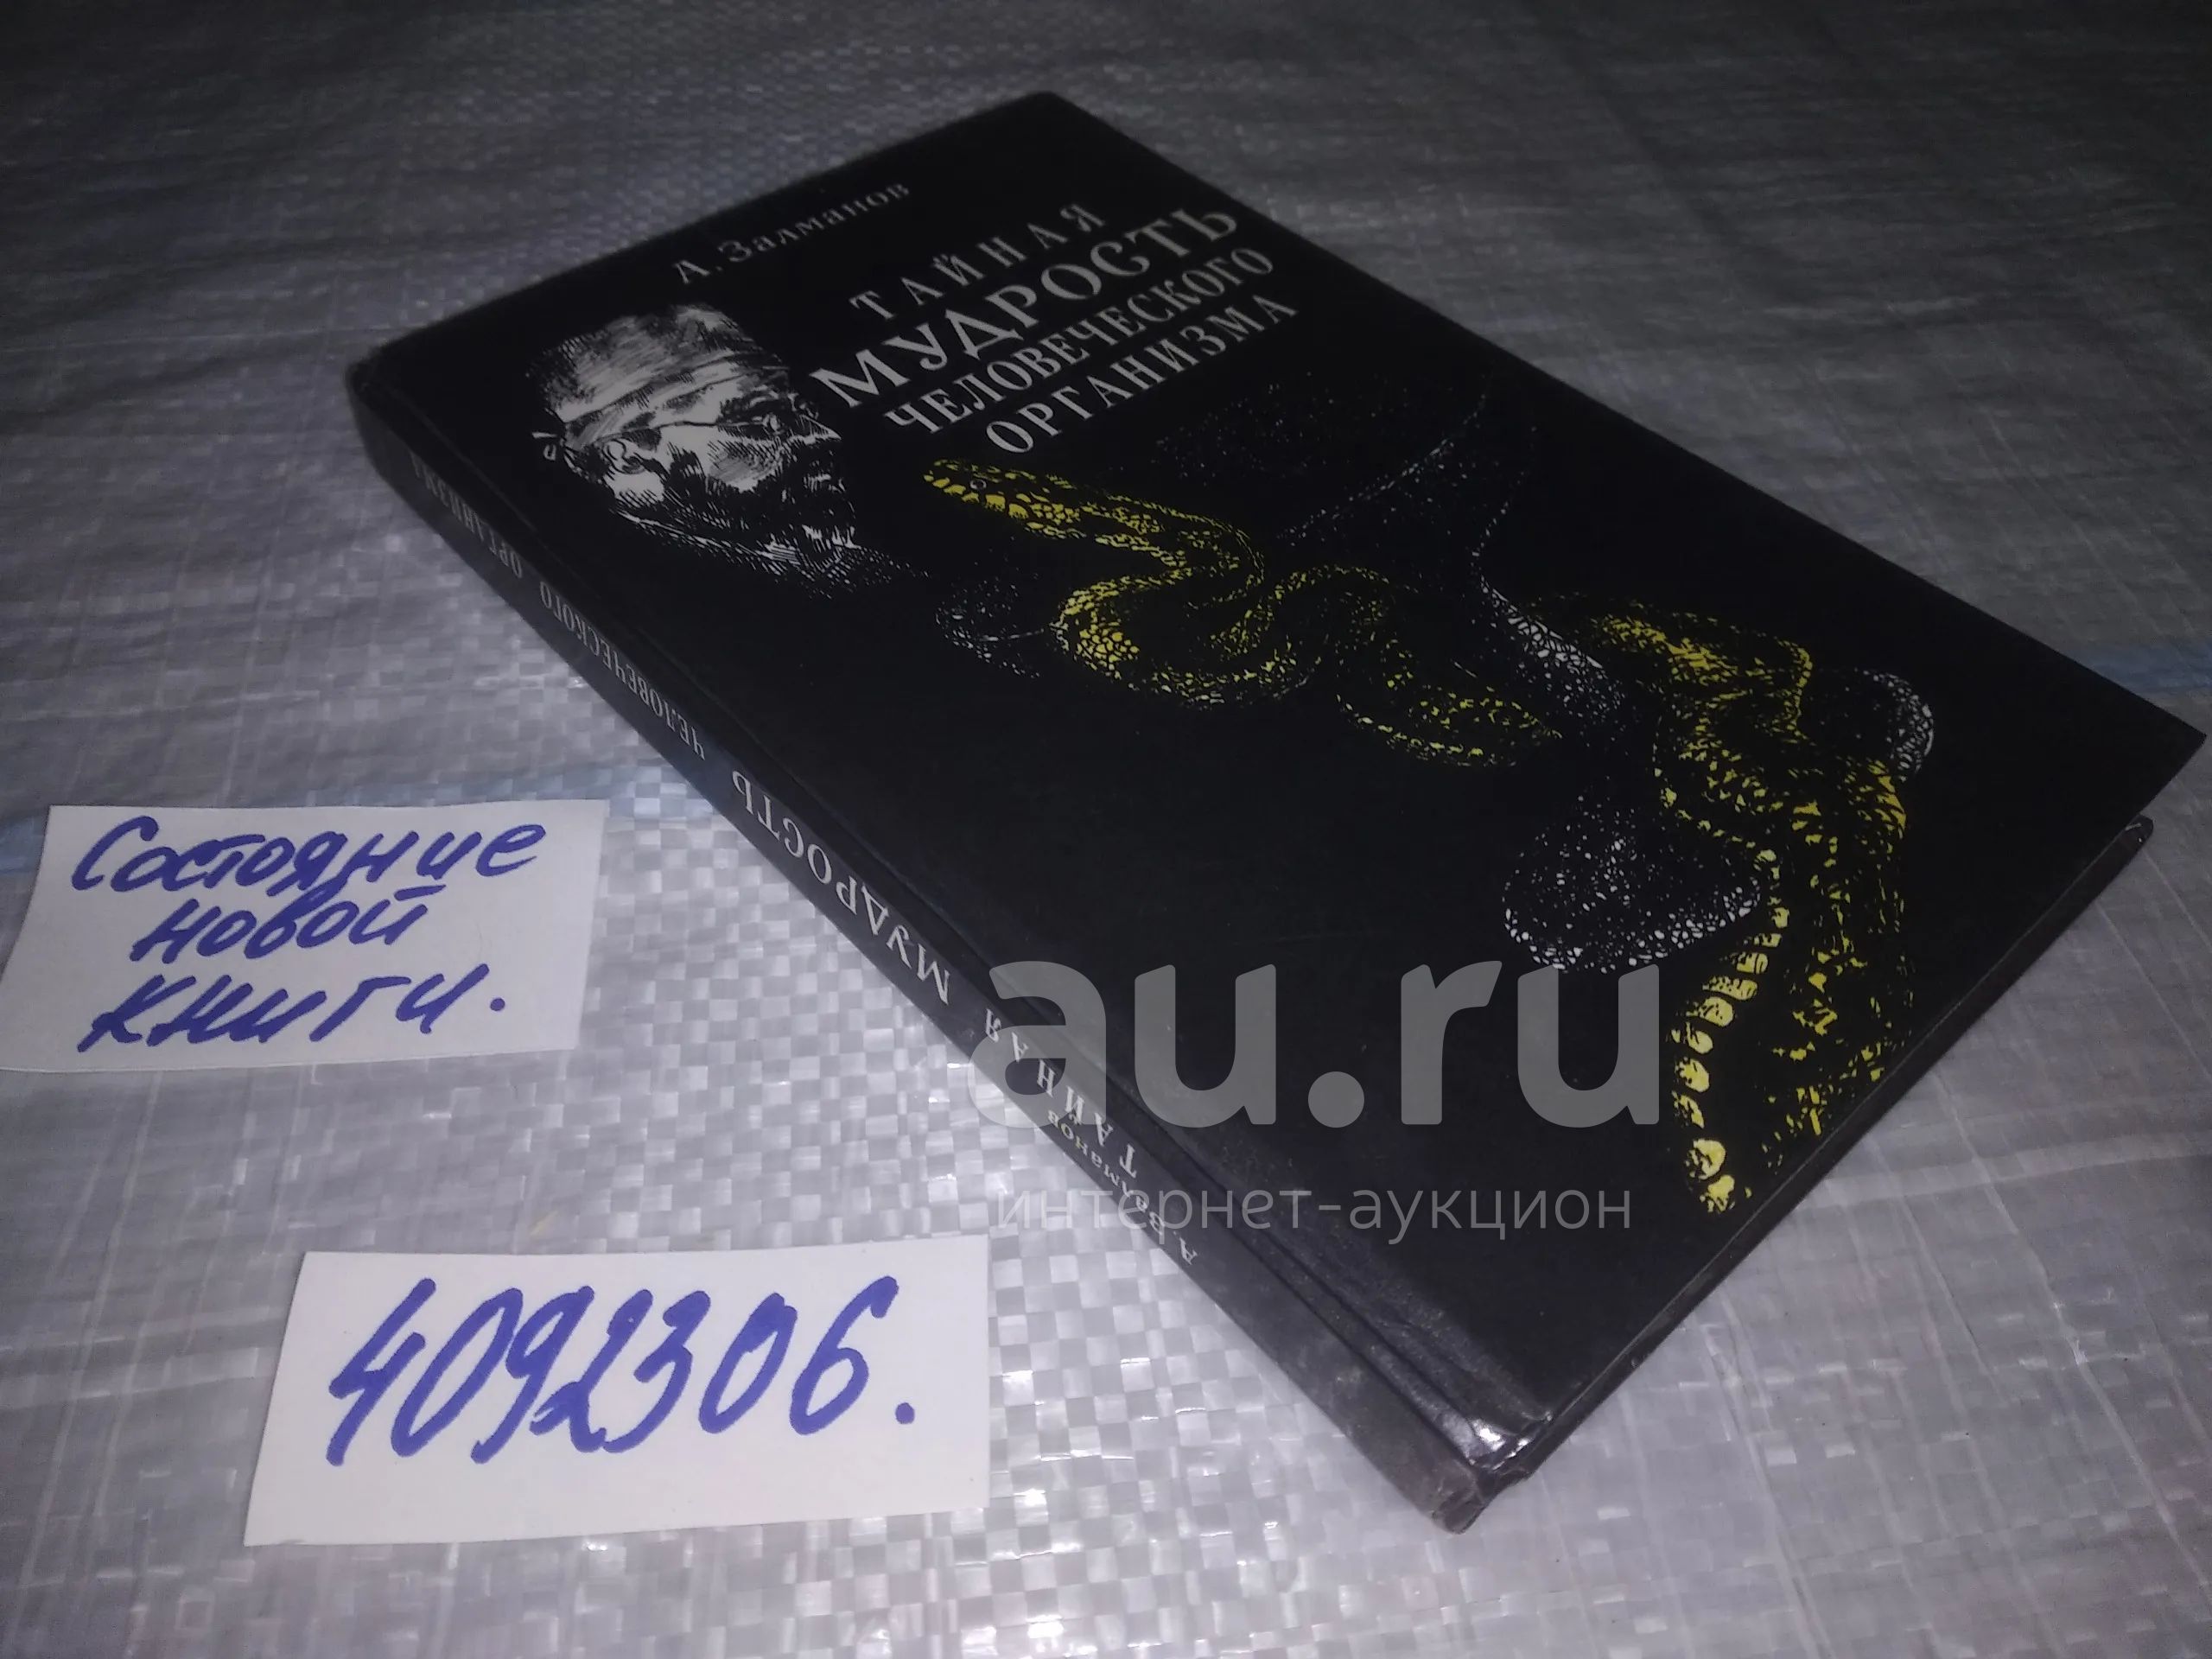 А. Залманов
ТАЙНАЯ
МУДРОСТЬ
ЧЕЛОВЕЧЕСКОГО
ОРГАНИЗМА
А. Залманов
ТАЙНАЯ МУДРОСТЬ ЧЕЛОВЕЧЕСКОГО ОРГАНИЗМА
Состояние
новой
книги.
4092306.
au.ru
интернет-аукцион